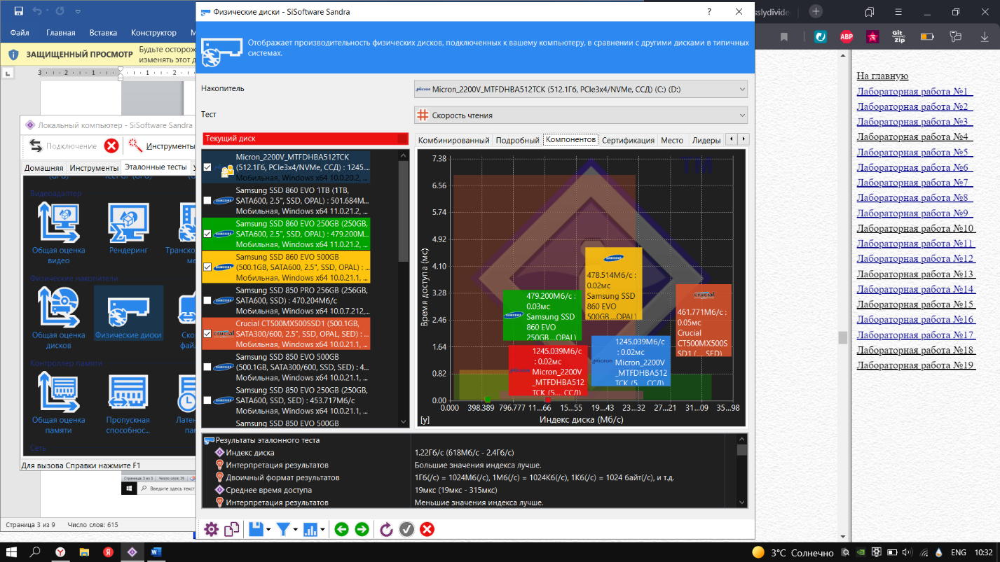 Файл
Главная
Вставка
Конструктор
ЗАЩИЩЕННЫЙ ПРОСМОТР
Будьте осторож
изменять этот д
3 2 1 1 2
Локальный компьютер - SiSoftware Sandra
Подключение
Инструменты
Домашняя
Инструменты
Эталонные тесты
Видеоадаптер
Общая оценка
видео
Рендеринг
Физические накопители
Общая оценка
дисков
Физические диски
Контроллер памяти
Общая оценка
памяти
Пропускная
способнос...
Сеть
Для вызова Справки нажмите F1
Введите здесь текст
Страница 3 из 9
Число слов: 615
Физические диски - SiSoftware Sandra
?
Отображает производительность физических дисков, подключенных к вашему компьютеру, в сравнении с другими дисками в типичных
системах.
Накопитель
Micron_2200V_MTFDHBA512TCK (512.1Гб, PCIe3x4/NVMe, ССД) (C:) (D:)
Тест
Скорость чтения
Текущий диск
Micron_2200V_MTFDHBA512TCK
(512.1Гб, PCIe3x4/NVMe, ССД) : 1245....
Мобильная, Windows x64 10.0.20.2, ...
Samsung SSD 860 EVO 1TB (1TB,
SATA600, 2.5", SSD, OPAL) : 501.684М...
Мобильная, Windows x64 11.0.21.2, ...
Samsung SSD 860 EVO 250GB (250GB,
SATA600, 2.5", SSD, OPAL) : 479.200М...
Мобильная, Windows x64 11.0.21.2, ...
Samsung SSD 860 EVO 500GB
(500.1GB, SATA600, 2.5", SSD, OPAL) : ...
Мобильная, Windows x64 10.0.21.1, ...
Samsung SSD 850 PRO 256GB (256GB,
SATA600, SSD) : 470.204Мб/с
Мобильная, Windows x64 10.0.7.212, ...
Crucial CT500MX500SSD1 (500.1GB,
SATA300/600, 2.5", SSD, OPAL, SED) : ...
Мобильная, Windows x64 10.0.21.1, ...
Samsung SSD 850 EVO 500GB
(500.1GB, SATA300/600, SSD, SED) : 4...
Мобильная, Windows x64 10.0.21.1, ...
Samsung SSD 850 EVO 250GB (250GB,
SATA600, SSD, SED) : 453.717Мб/с
Мобильная, Windows x64 10.0.21.1, ...
Samsung SSD 850 EVO 500GB
Комбинированный
Подробный
Компонентов
Сертификация
Место
Лидеры
TM
7.38
6.56
5.74
4.92
4.10
3.28
2.46
1.64
0.82
0.00
Время доступа (мс)
478.514Мб/с :
0.02мс
Samsung SSD
860 EVO
500GB...OPAL)
479.200Мб/с :
0.03мс
Samsung SSD
860 EVO
250GB...OPAL)
crucial
461.771Мб/с :
0.05мс
Crucial
CT500MX500S
SD1 (... SED)
1245.039Мб/с
: 0.02мс
Micron_2200V
_MTFDHBA512
TCK (5... ССД)
1245.039Мб/с
: 0.02мс
Micron_2200V
_MTFDHBA512
TCK (5... ССД)
0.000 398.389 796.777 11...66 15...55 19...43 23...32 27...21 31...09 35...98
[y]
Индекс диска (Мб/с)
Результаты эталонного теста
Индекс диска
1.22Гб/с (618Мб/с - 2.4Гб/с)
Интерпретация результатов
Большие значения индекса лучше.
Двоичный формат результатов
1Гб(/с) = 1024Мб(/с), 1Мб(/с) = 1024Кб(/с), 1Кб(/с) = 1024 байт(/с), и т.д.
Среднее время доступа
19мкс (19мкс - 315мкс)
Интерпретация результатов
Меньшие значения индекса лучше.
sslydivide
ABP
Git
Zip
На главную
Лабораторная работа №1
Лабораторная работа №2
Лабораторная работа №3
Лабораторная работа №4
Лабораторная работа №5
Лабораторная работа №6
Лабораторная работа №7
Лабораторная работа №8
Лабораторная работа №9
Лабораторная работа №10
Лабораторная работа №11
Лабораторная работа №12
Лабораторная работа №13
Лабораторная работа №14
Лабораторная работа №15
Лабораторная работа №16
Лабораторная работа №17
Лабораторная работа №18
Лабораторная работа №19
3°C Солнечно
ENG
10:32